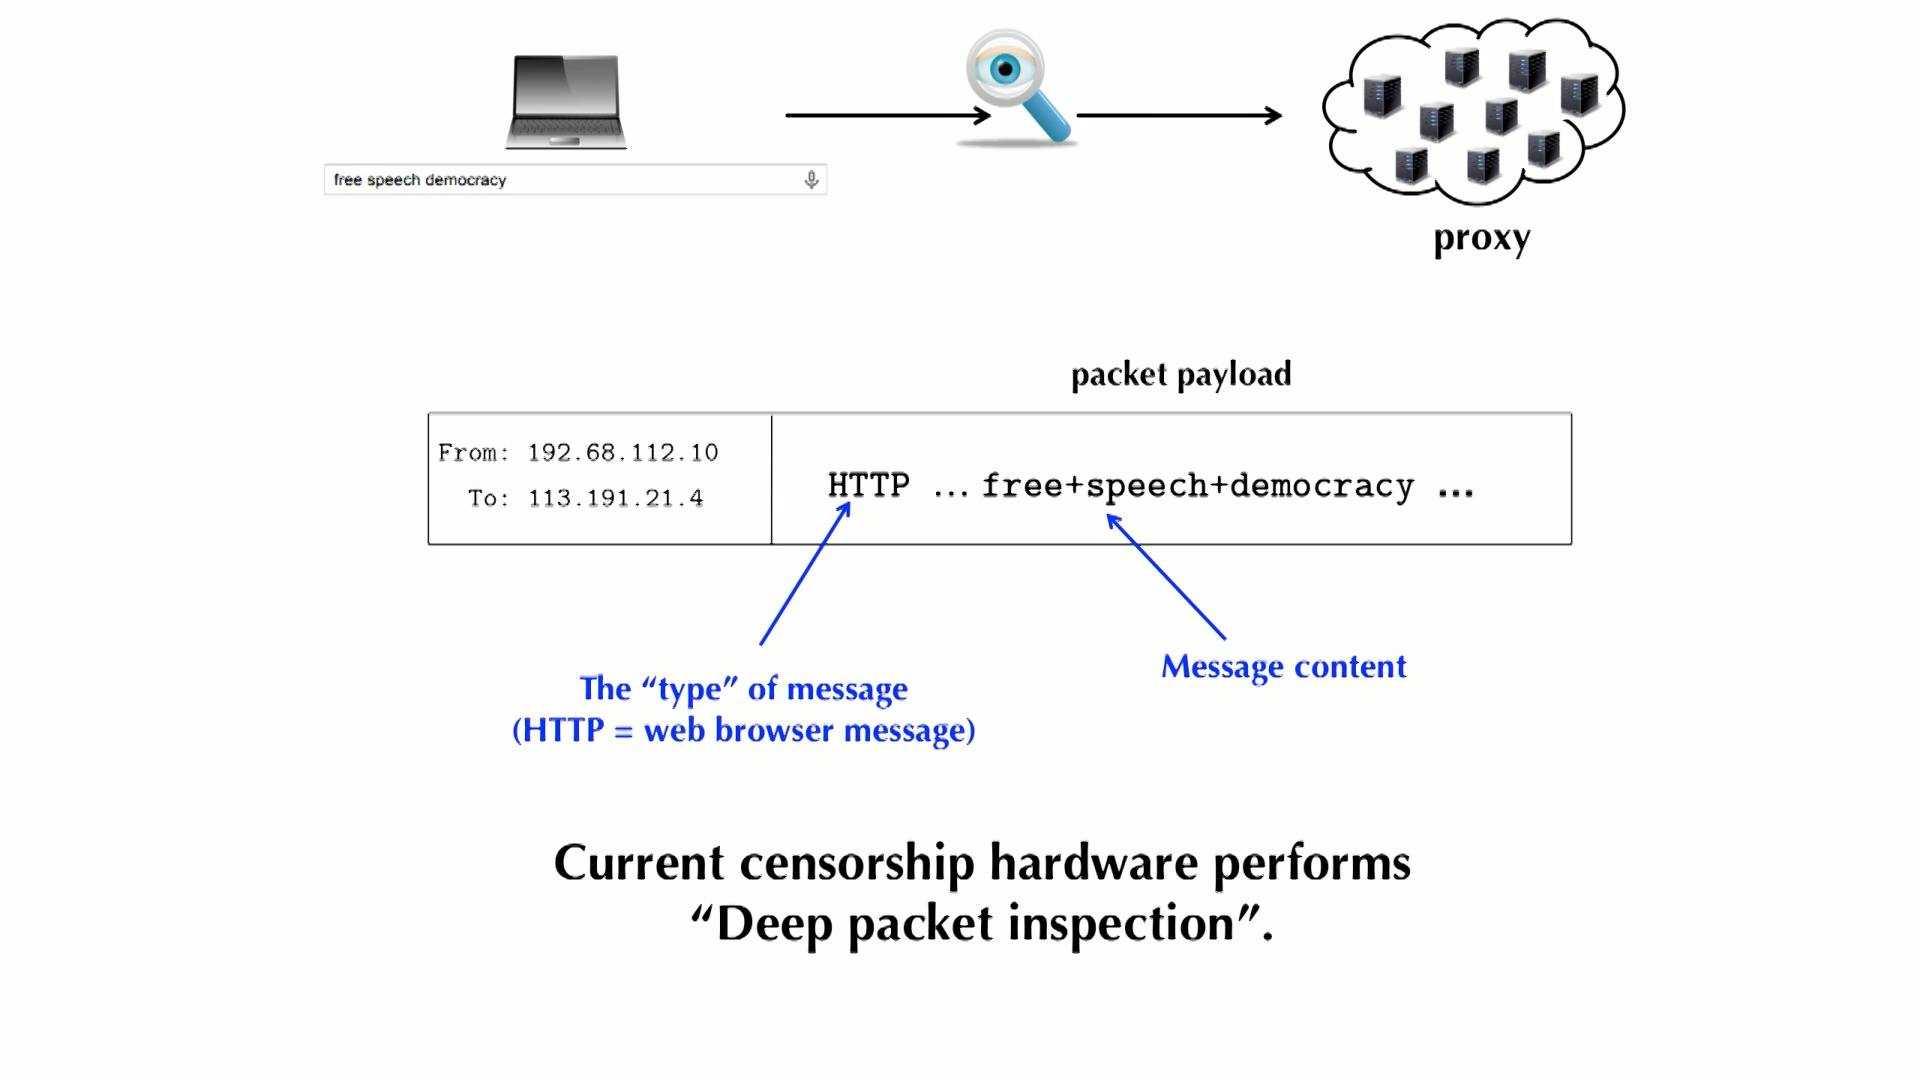 free speech democracy
proxy
packet payload
From: 192.68.112.10
To: 113.191.21.4
HTTP ... free+speech+democracy ...
The “type” of message
(HTTP = web browser message)
Message content
Current censorship hardware performs
“Deep packet inspection”.